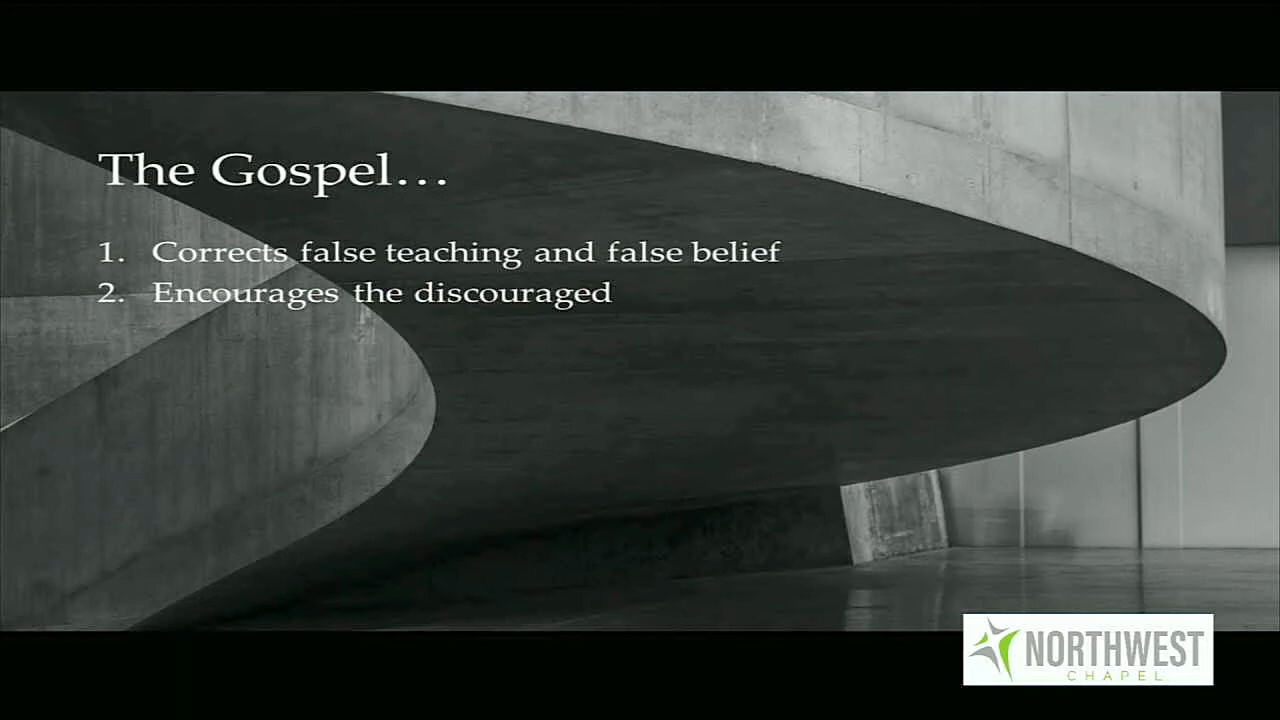 The Gospel...
1. Corrects false teaching and false belief
2. Encourages the discouraged
NORTHWEST
CHAPEL